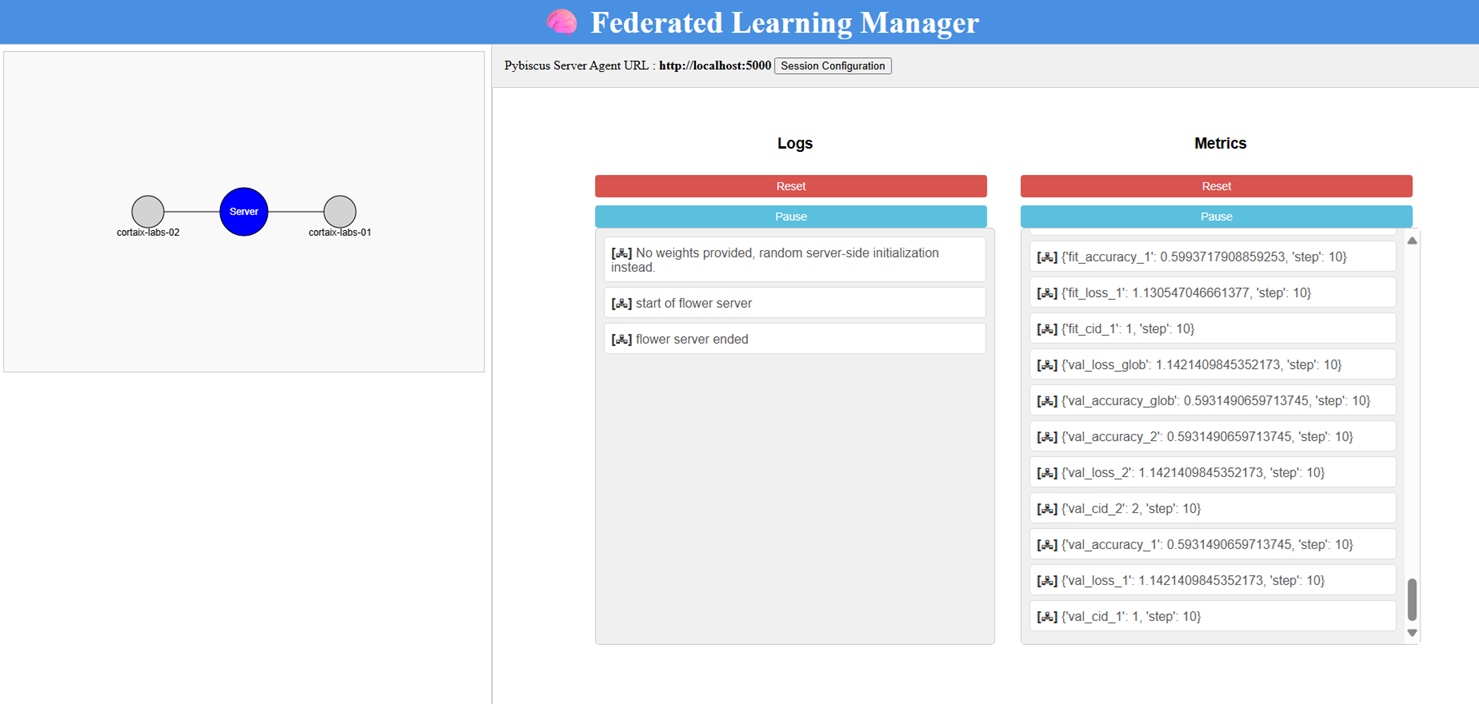 Federated Learning Manager
Pybiscus Server Agent URL : http://localhost:5000 Session Configuration
Server
cortaix-labs-02
cortaix-labs-01
Logs
Reset
Pause
[🖧] No weights provided, random server-side initialization
instead.
[🖧] start of flower server
[🖧] flower server ended
Metrics
Reset
Pause
[🖧] {'fit_accuracy_1': 0.5993717908859253, 'step': 10}
[🖧] {'fit_loss_1': 1.130547046661377, 'step': 10}
[🖧] {'fit_cid_1': 1, 'step': 10}
[🖧] {'val_loss_glob': 1.1421409845352173, 'step': 10}
[🖧] {'val_accuracy_glob': 0.5931490659713745, 'step': 10}
[🖧] {'val_accuracy_2': 0.5931490659713745, 'step': 10}
[🖧] {'val_loss_2': 1.1421409845352173, 'step': 10}
[🖧] {'val_cid_2': 2, 'step': 10}
[🖧] {'val_accuracy_1': 0.5931490659713745, 'step': 10}
[🖧] {'val_loss_1': 1.1421409845352173, 'step': 10}
[🖧] {'val_cid_1': 1, 'step': 10}